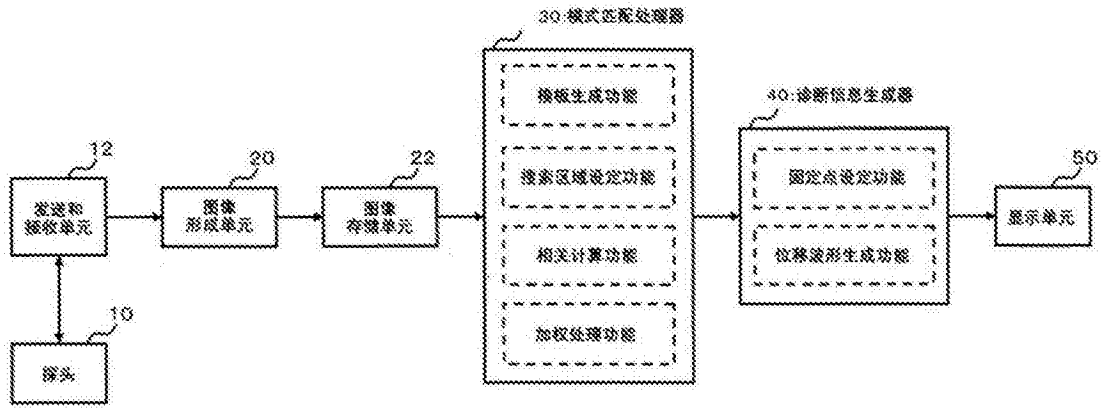 30:模式匹配处理器
模板生成功能
搜索区域设定功能
相关计算功能
加权处理功能
40:诊断信息生成器
固定点设定功能
位移波形生成功能
12
发送和
接收单元
20
图像
形成单元
22
图像
存储单元
50
显示单元
10
探头